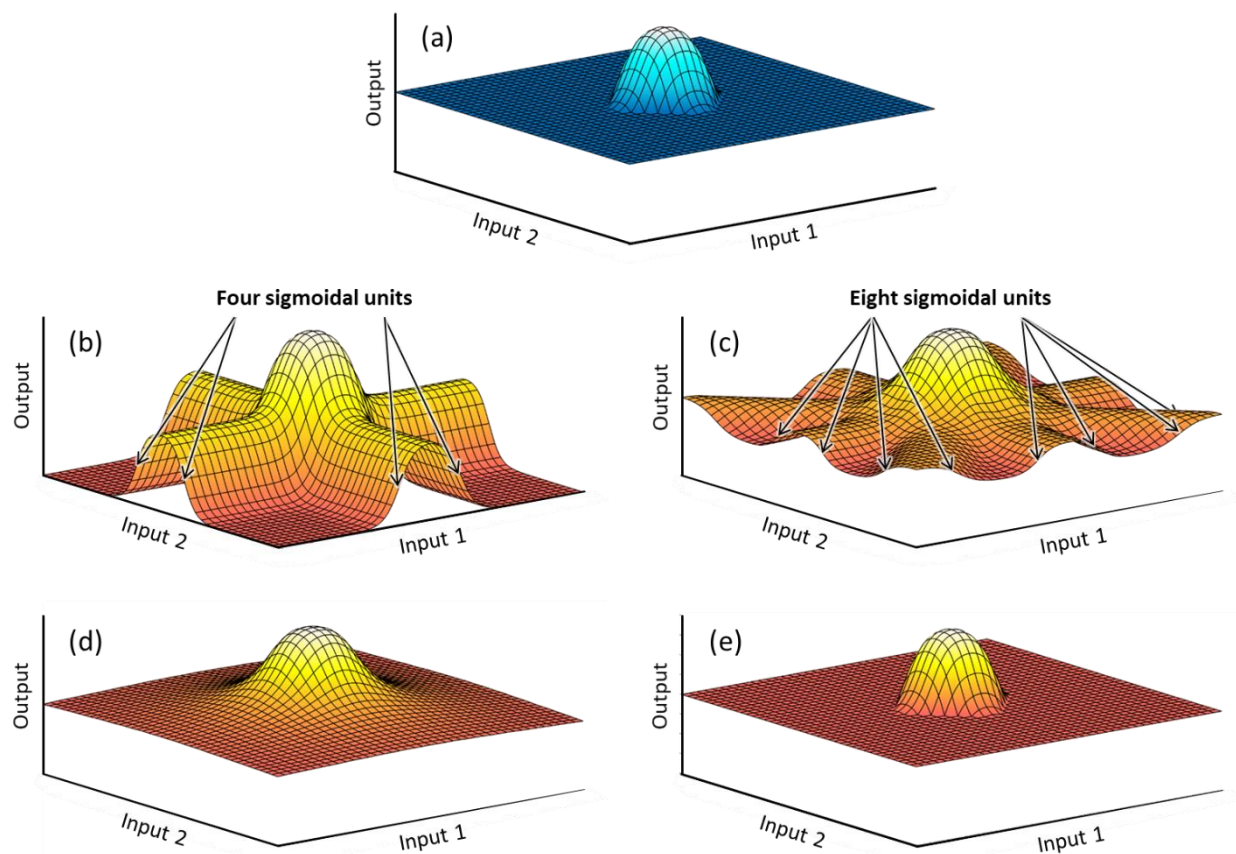 (a)
Output
Input 2
Input 1
Four sigmoidal units
(b)
Output
Input 2
Input 1
Eight sigmoidal units
(c)
Output
Input 2
Input 1
(d)
Output
Input 2
Input 1
(e)
Output
Input 2
Input 1